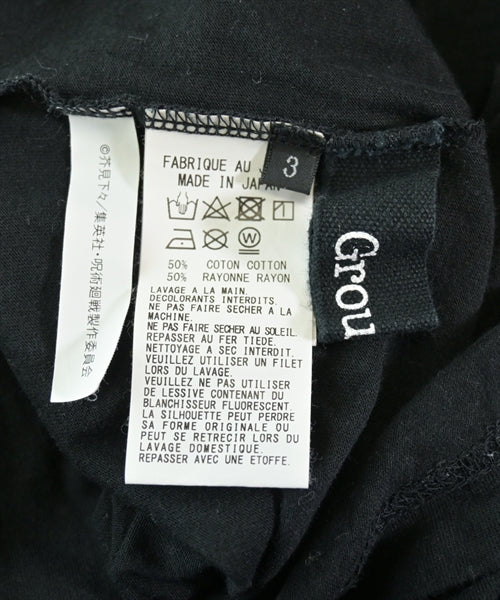 ©芥見下々／集英社・呪術廻戦製作委員会
3
FABRIQUE AU J
MADE IN JAPAN
50% COTON COTTON
50% RAYONNE RAYON
LAVAGE A LA MAIN.
DECOLORANTS INTERDITS.
NE PAS FAIRE SECHER A LA
MACHINE.
NE PAS FAIRE SECHER AU SOLEIL.
REPASSER AU FER TIEDE.
NETTOYAGE A SEC INTERDIT.
VEUILLEZ UTILISER UN FILET
LORS DU LAVAGE.
VEUILLEZ NE PAS UTILISER
DE LESSIVE CONTENANT DU
BLANCHISSEUR FLUORESCENT.
LA SILHOUETTE PEUT PERDRE
SA FORME ORIGINALE OU
PEUT SE RETRECIR LORS DU
LAVAGE DOMESTIQUE.
REPASSER AVEC UNE ETOFFE.
Grou